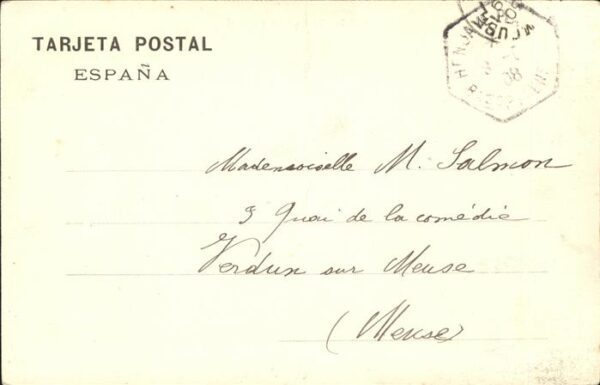 TARJETA POSTAL
ESPAÑA
Mademoiselle M. Salmon
3 Quai de la comédie
Verdun sur Meuse
(Meuse)